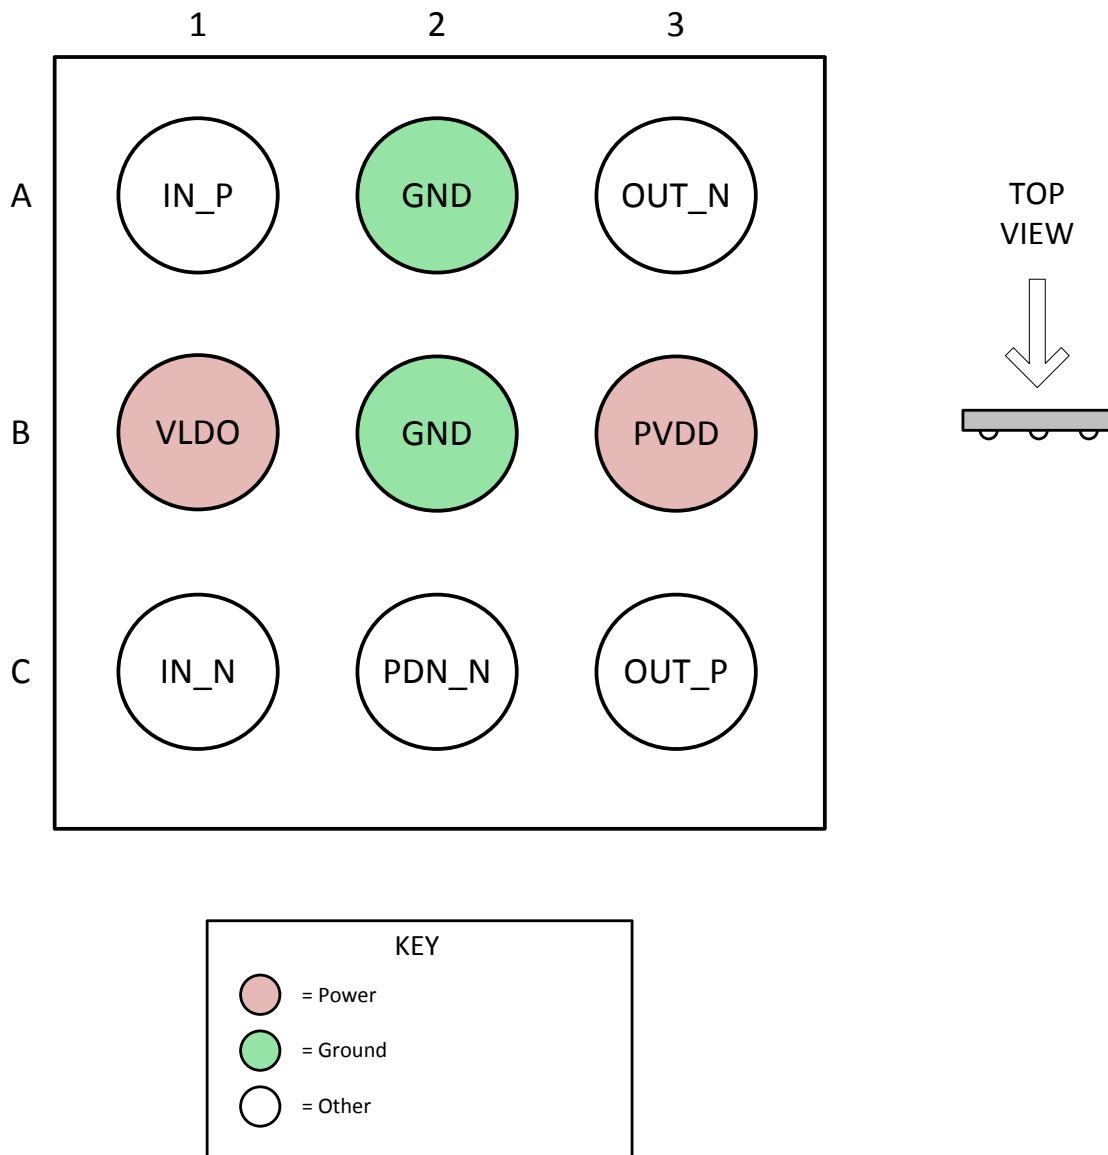 1 2 3
A IN_P GND OUT_N
TOP
VIEW
B VLDO GND PVDD
C IN_N PDN_N OUT_P
KEY
= Power
= Ground
= Other